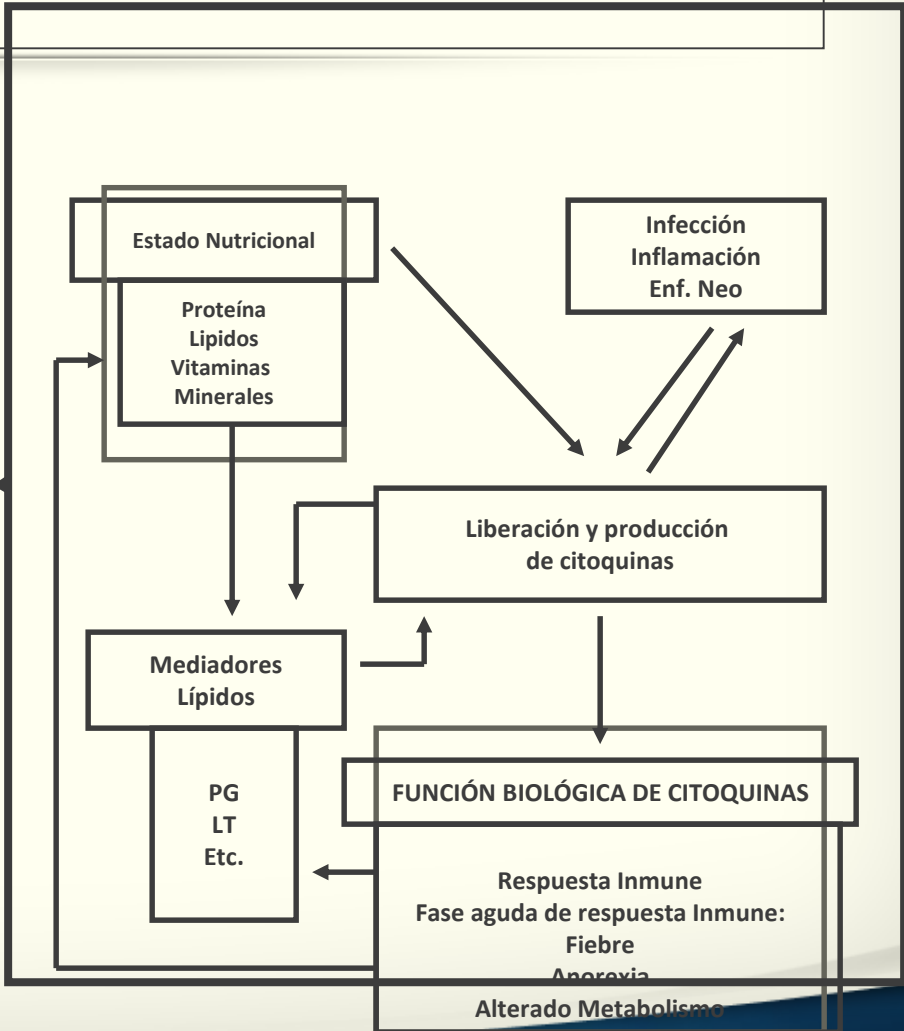 Estado Nutricional
Proteína
Lipidos
Vitaminas
Minerales
Infección
Inflamación
Enf. Neo
Liberación y producción
de citoquinas
Mediadores
Lípidos
PG
LT
Etc.
FUNCIÓN BIOLÓGICA DE CITOQUINAS
Respuesta Inmune
Fase aguda de respuesta Inmune:
Fiebre
Anorexia
Alterado Metabolismo